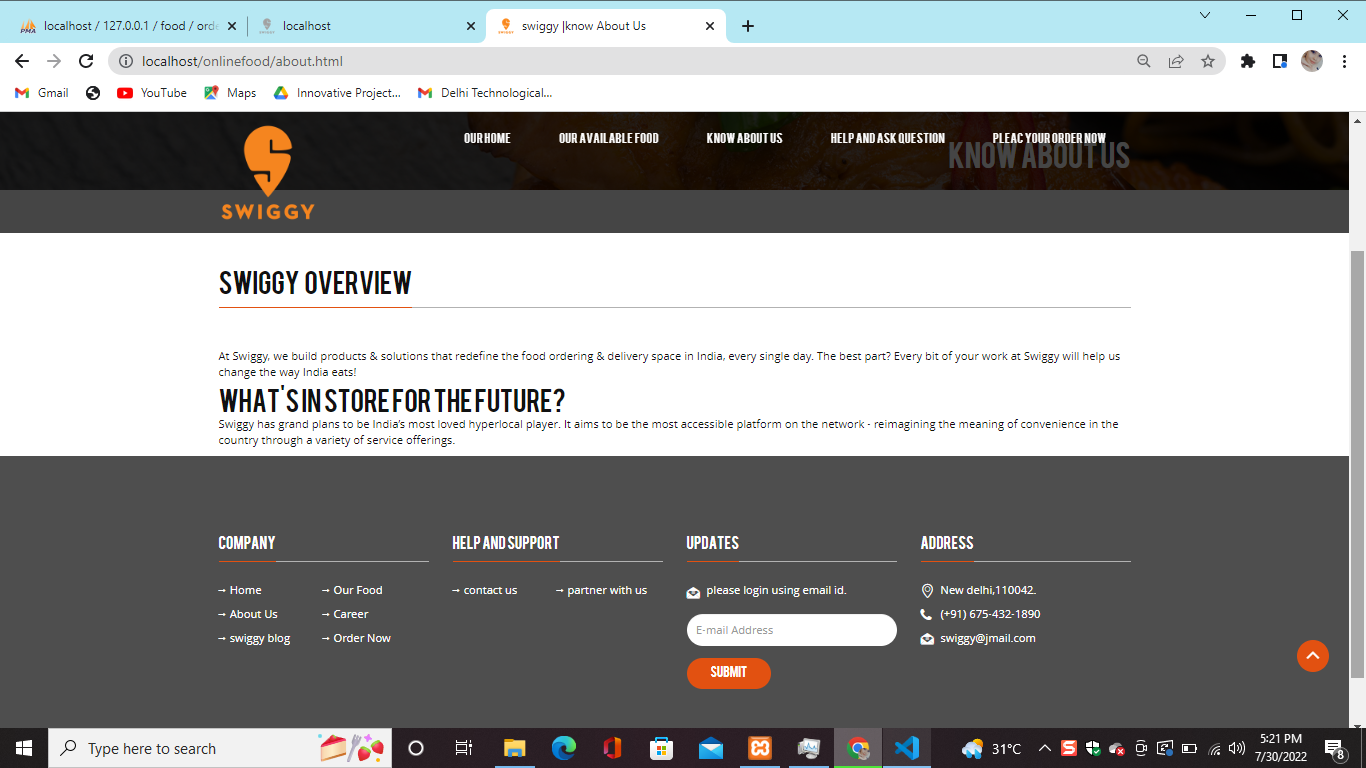 localhost / 127.0.0.1 / food / orde
localhost
swiggy |know About Us
localhost/onlinefood/about.html
Gmail
YouTube
Maps
Innovative Project...
Delhi Technological...
OUR HOME
OUR AVAILABLE FOOD
KNOW ABOUT US
HELP AND ASK QUESTION
PLEAC YOUR ORDER NOW
KNOW ABOUT US
SWIGGY
SWIGGY OVERVIEW
At Swiggy, we build products & solutions that redefine the food ordering & delivery space in India, every single day. The best part? Every bit of your work at Swiggy will help us
change the way India eats!
WHAT'S IN STORE FOR THE FUTURE?
Swiggy has grand plans to be India’s most loved hyperlocal player. It aims to be the most accessible platform on the network - reimagining the meaning of convenience in the
country through a variety of service offerings.
COMPANY
Home
Our Food
About Us
Career
swiggy blog
Order Now
HELP AND SUPPORT
contact us
partner with us
UPDATES
please login using email id.
E-mail Address
SUBMIT
ADDRESS
New delhi,110042.
(+91) 675-432-1890
swiggy@jmail.com
Type here to search
31°C
5:21 PM
7/30/2022
8